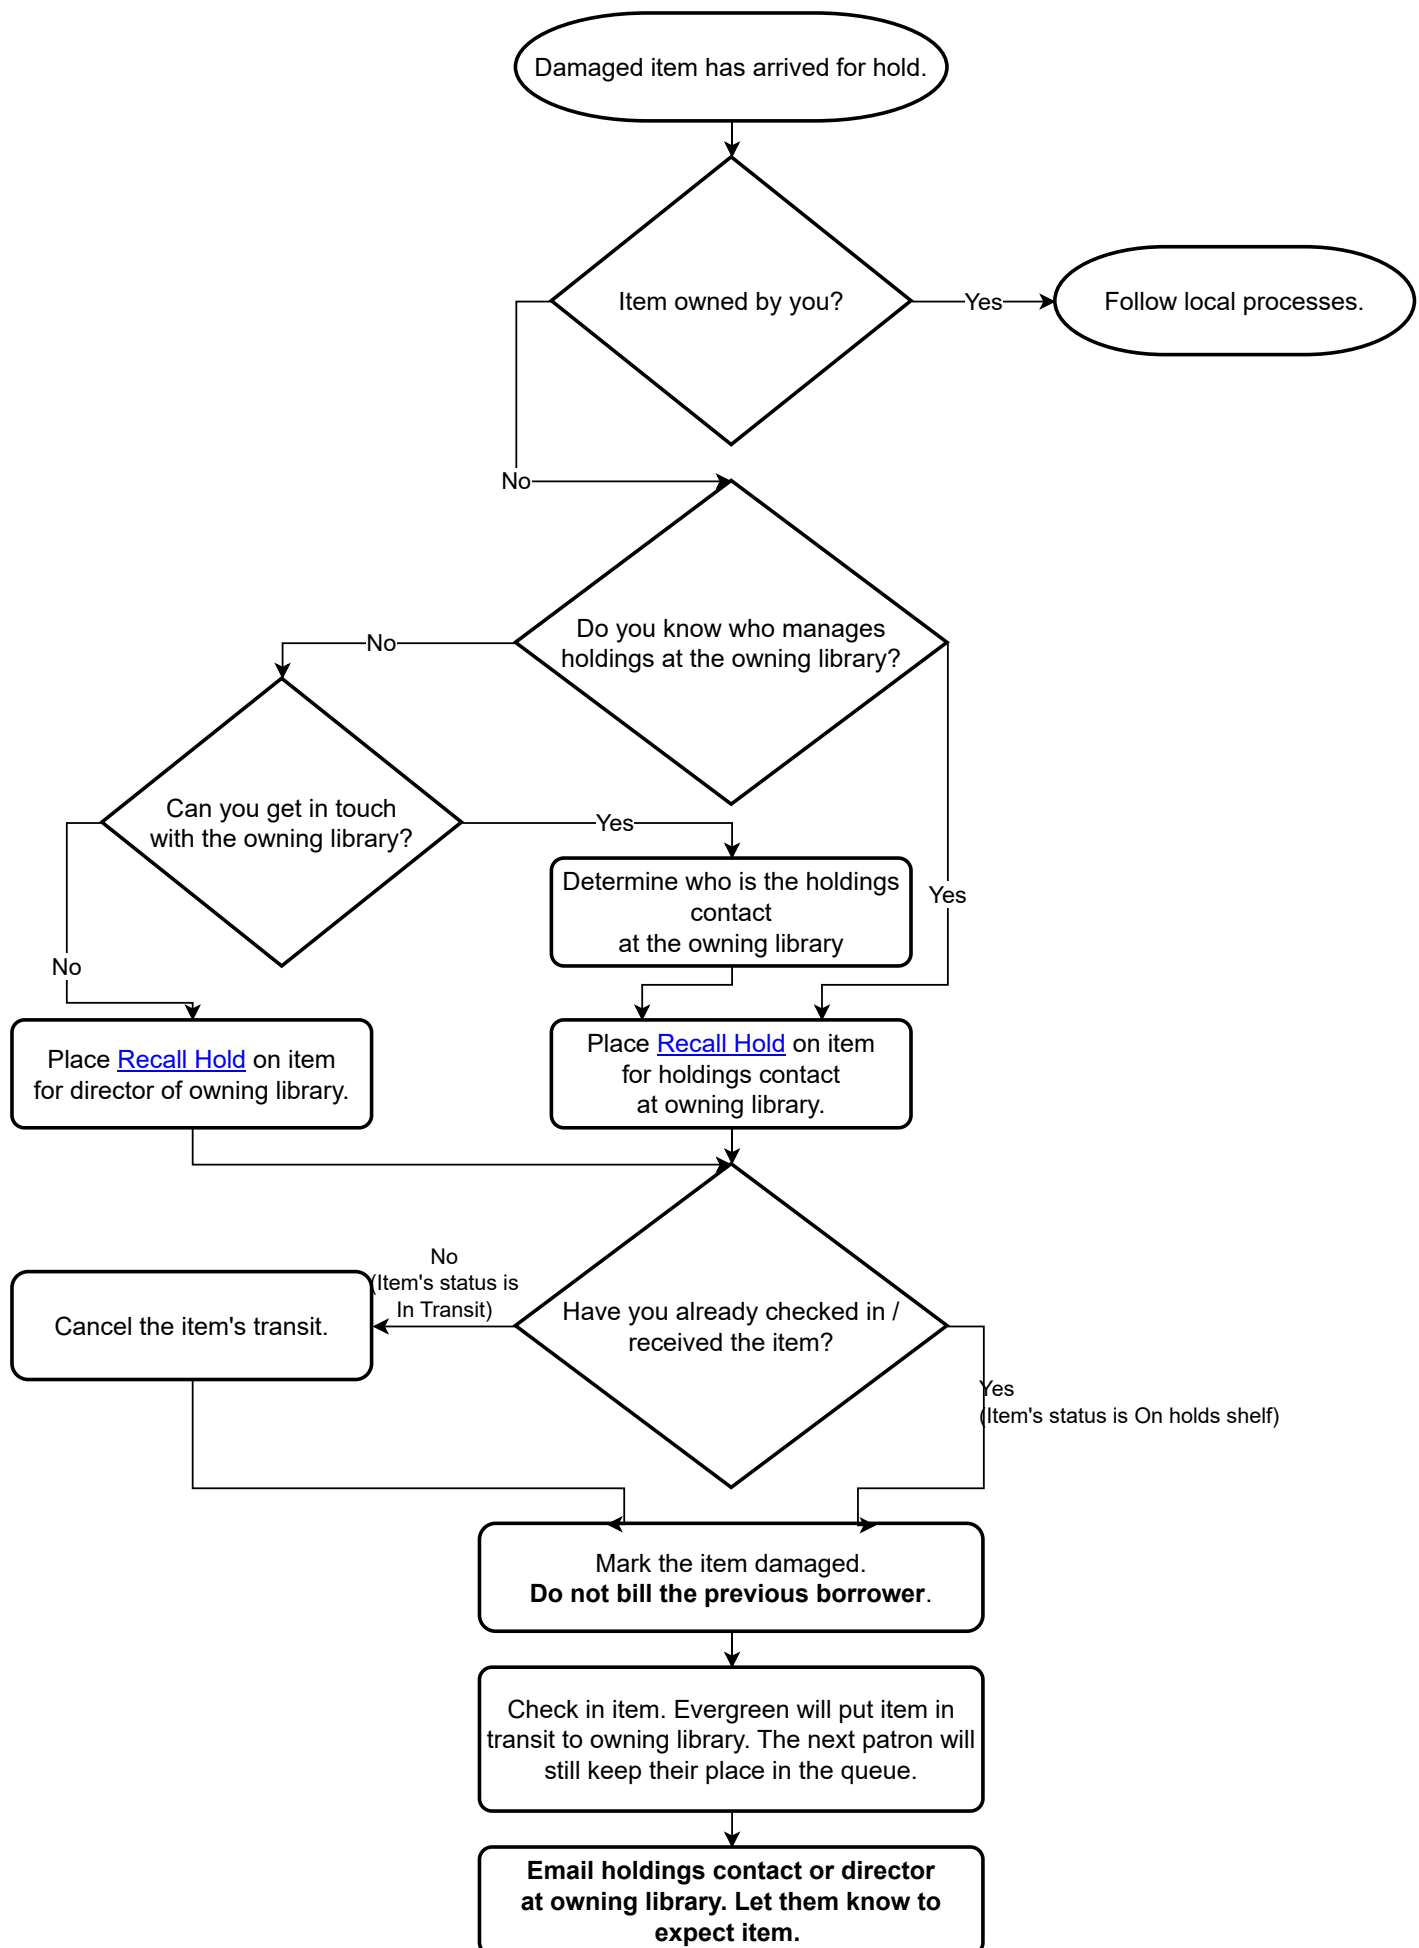 Damaged item has arrived for hold.
Item owned by you?
Yes
Follow local processes.
No
Do you know who manages
holdings at the owning library?
No
Can you get in touch
with the owning library?
Yes
Determine who is the holdings
contact
at the owning library
Yes
No
Place Recall Hold on item
for director of owning library.
Place Recall Hold on item
for holdings contact
at owning library.
No
(Item's status is
In Transit)
Cancel the item's transit.
Have you already checked in /
received the item?
Yes
(Item's status is On holds shelf)
Mark the item damaged.
Do not bill the previous borrower.
Check in item. Evergreen will put item in
transit to owning library. The next patron will
still keep their place in the queue.
Email holdings contact or director
at owning library. Let them know to
expect item.